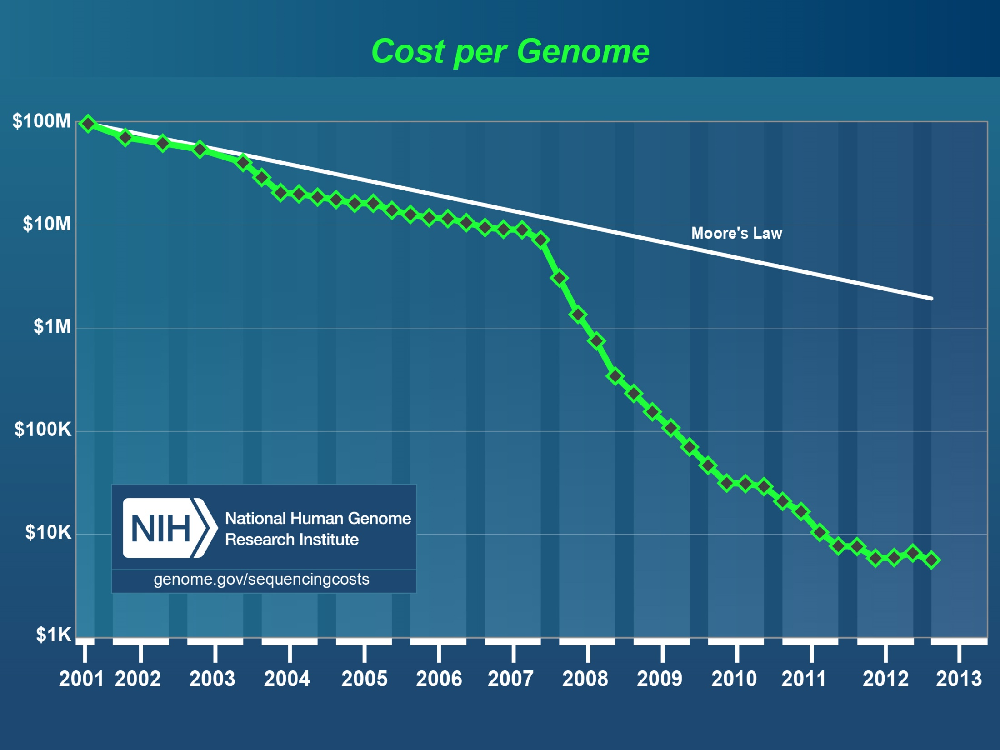 Cost per Genome
$100M
$10M
Moore's Law
$1M
$100K
$10K
NIH National Human Genome
Research Institute
genome.gov/sequencingcosts
$1K
2001 2002 2003 2004 2005 2006 2007 2008 2009 2010 2011 2012 2013